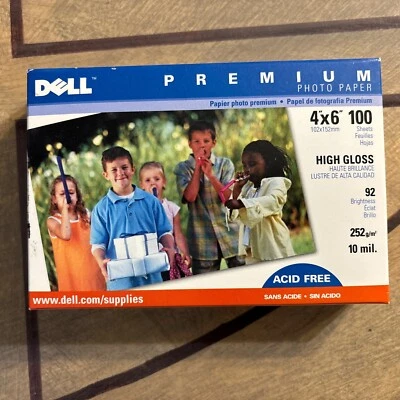 DELL™
PREMIUM
PHOTO PAPER
Papier photo premium • Papel de fotografía Premium
4"x6" 100
102x152mm Sheets
Feuilles
Hojas
HIGH GLOSS
HAUTE BRILLANCE
LUSTRE DE ALTA CALIDAD
92
Brightness
Éclat
Brillo
252g/m²
10 mil.
ACID FREE
SANS ACIDE • SIN ACIDO
www.dell.com/supplies